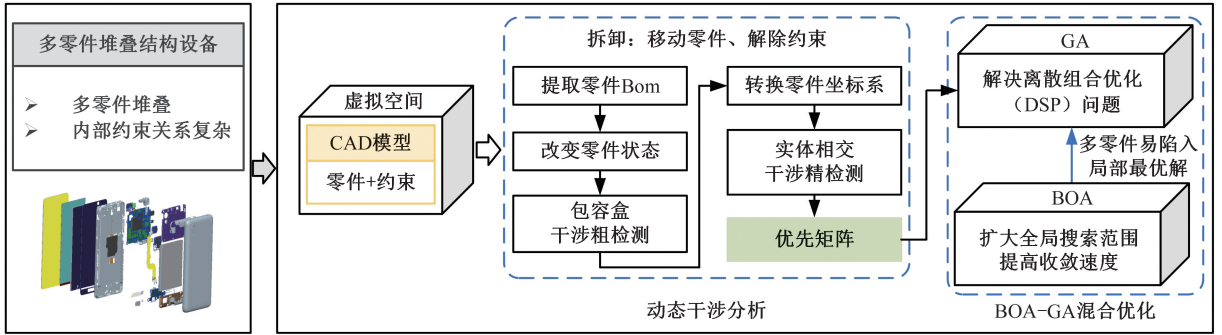 多零件堆叠结构设备
多零件堆叠
内部约束关系复杂
虚拟空间
CAD模型
零件+约束
拆卸：移动零件、解除约束
提取零件Bom
改变零件状态
包容盒
干涉粗检测
转换零件坐标系
实体相交
干涉精检测
优先矩阵
动态干涉分析
GA
解决离散组合优化
（DSP）问题
多零件易陷入
局部最优解
BOA
扩大全局搜索范围
提高收敛速度
BOA-GA混合优化